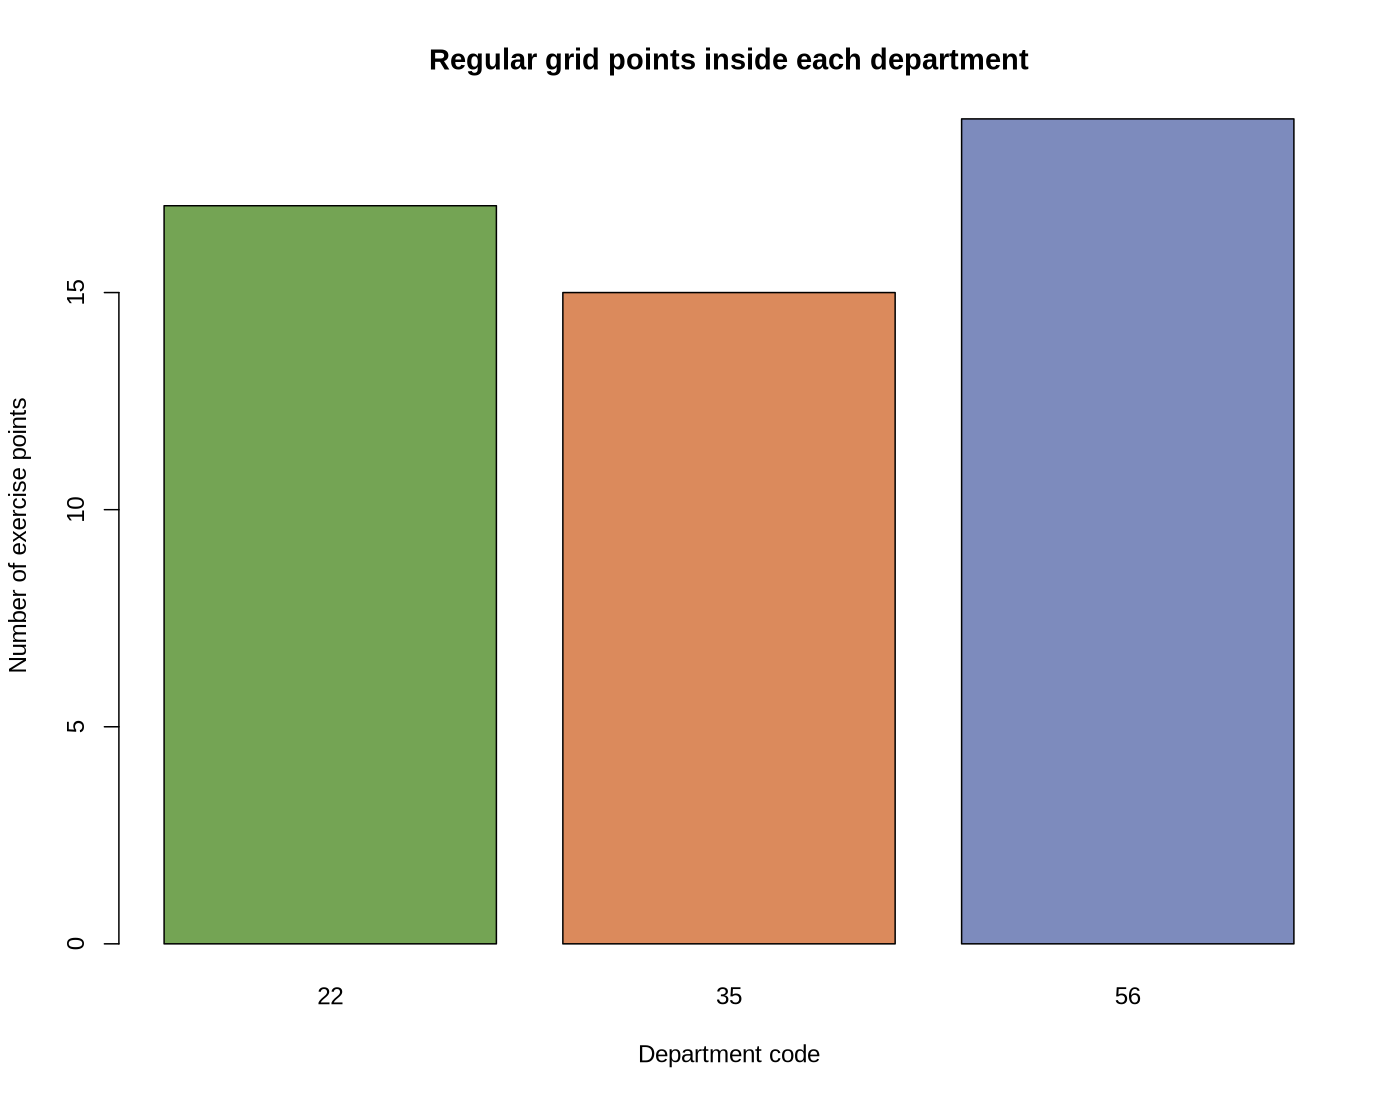 Regular grid points inside each department
Number of exercise points
15
10
5
0
22
35
56
Department code